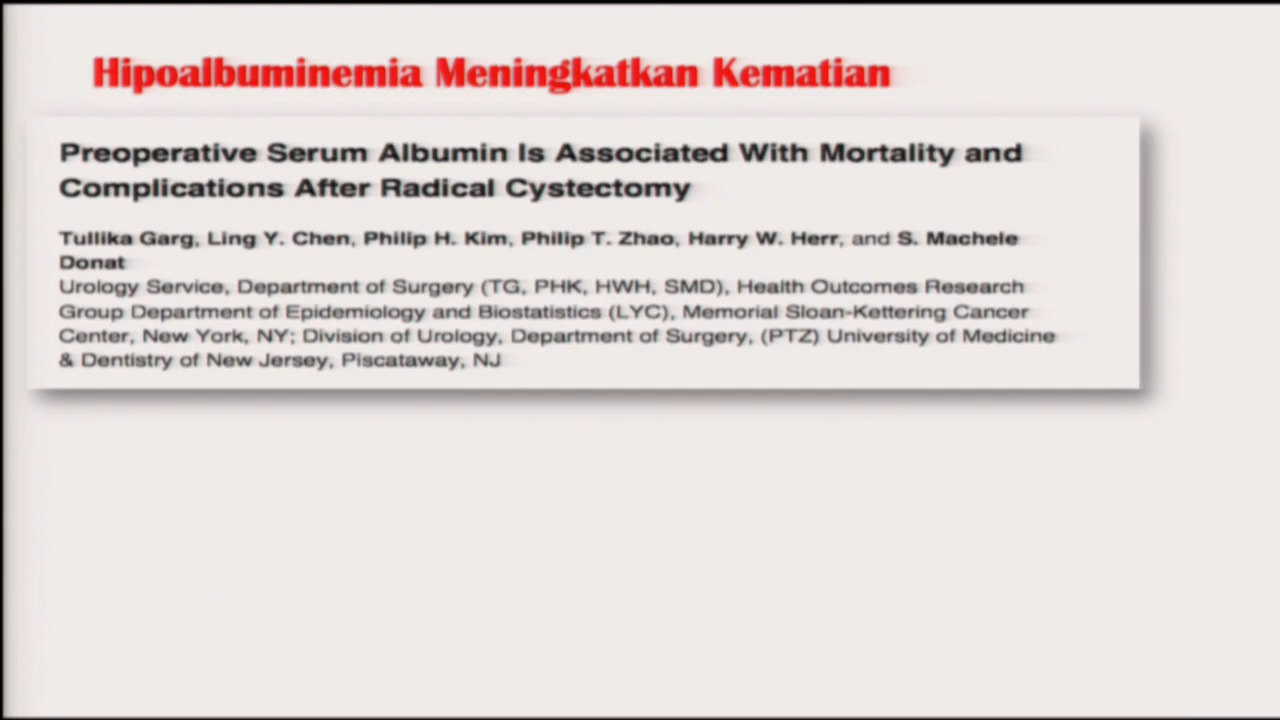 Hipoalbuminemia Meningkatkan Kematian
Preoperative Serum Albumin Is Associated With Mortality and
Complications After Radical Cystectomy
Tullika Garg, Ling Y. Chen, Philip H. Kim, Philip T. Zhao, Harry W. Herr, and S. Machele
Donat
Urology Service, Department of Surgery (TG, PHK, HWH, SMD), Health Outcomes Research
Group Department of Epidemiology and Biostatistics (LYC), Memorial Sloan-Kettering Cancer
Center, New York, NY; Division of Urology, Department of Surgery, (PTZ) University of Medicine
& Dentistry of New Jersey, Piscataway, NJ